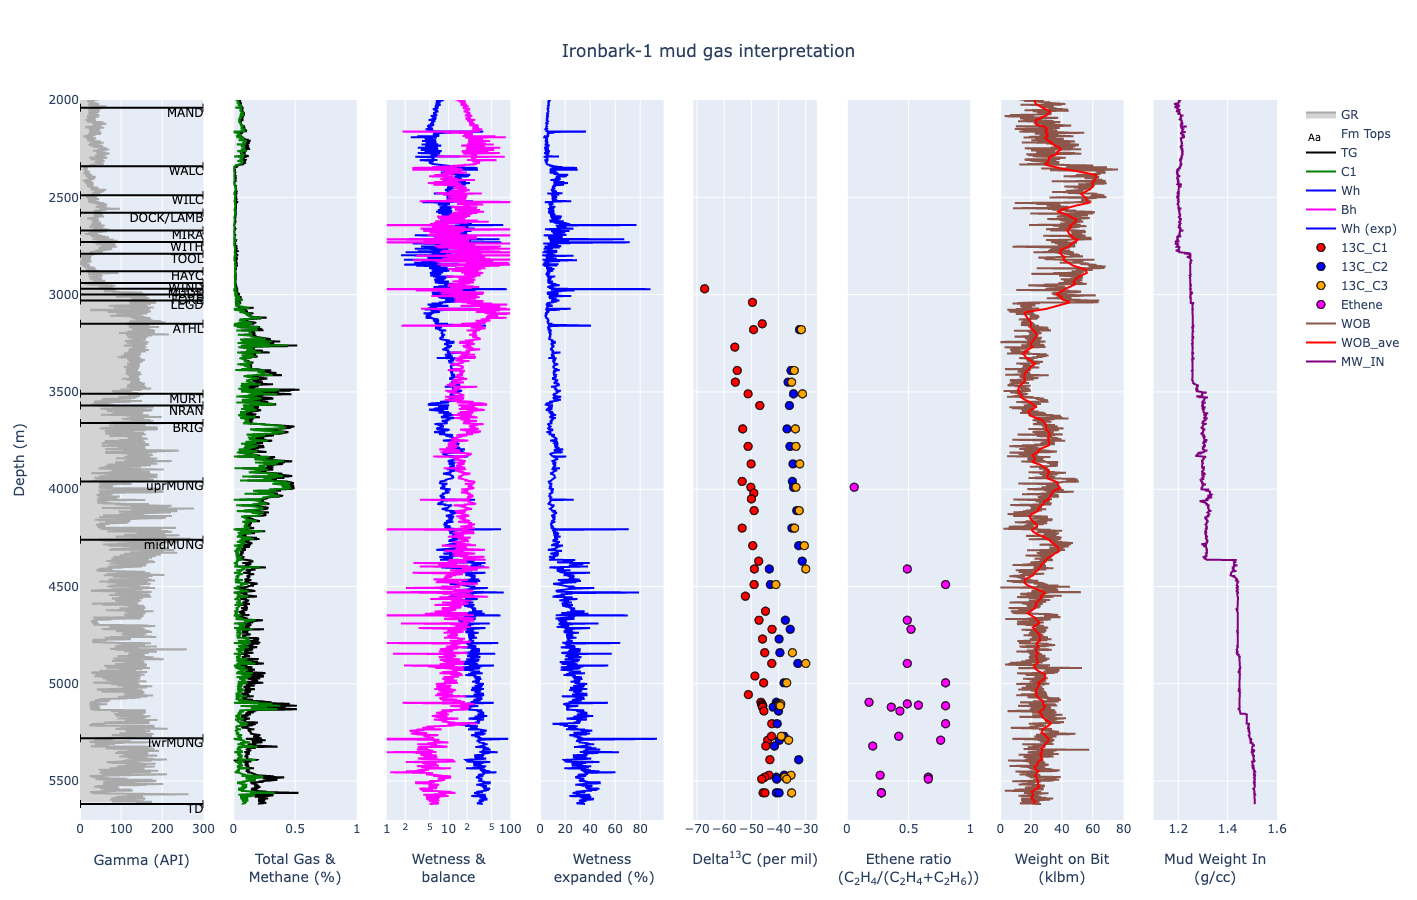 Ironbark-1 mud gas interpretation
Depth (m)
2000
2500
3000
3500
4000
4500
5000
5500
MAND
WALC
WILC
DOCK/LAMB
MIRA
WITH
TOOL
HAYC
WIND
LEGD
ATHL
MURT
NRAN
BRIG
uprMUNG
midMUNG
lwrMUNG
TD
0 100 200 300
Gamma (API)
0 0.5 1
Total Gas &
Methane (%)
1 2 5 10 2 5 100
Wetness &
balance
0 20 40 60 80
Wetness
expanded (%)
−70 −60 −50 −40 −30
Delta¹³C (per mil)
0 0.5 1
Ethene ratio
(C₂H₄/(C₂H₄+C₂H₆))
0 20 40 60 80
Weight on Bit
(klbm)
1.2 1.4 1.6
Mud Weight In
(g/cc)
GR
Aa Fm Tops
TG
C1
Wh
Bh
Wh (exp)
13C_C1
13C_C2
13C_C3
Ethene
WOB
WOB_ave
MW_IN